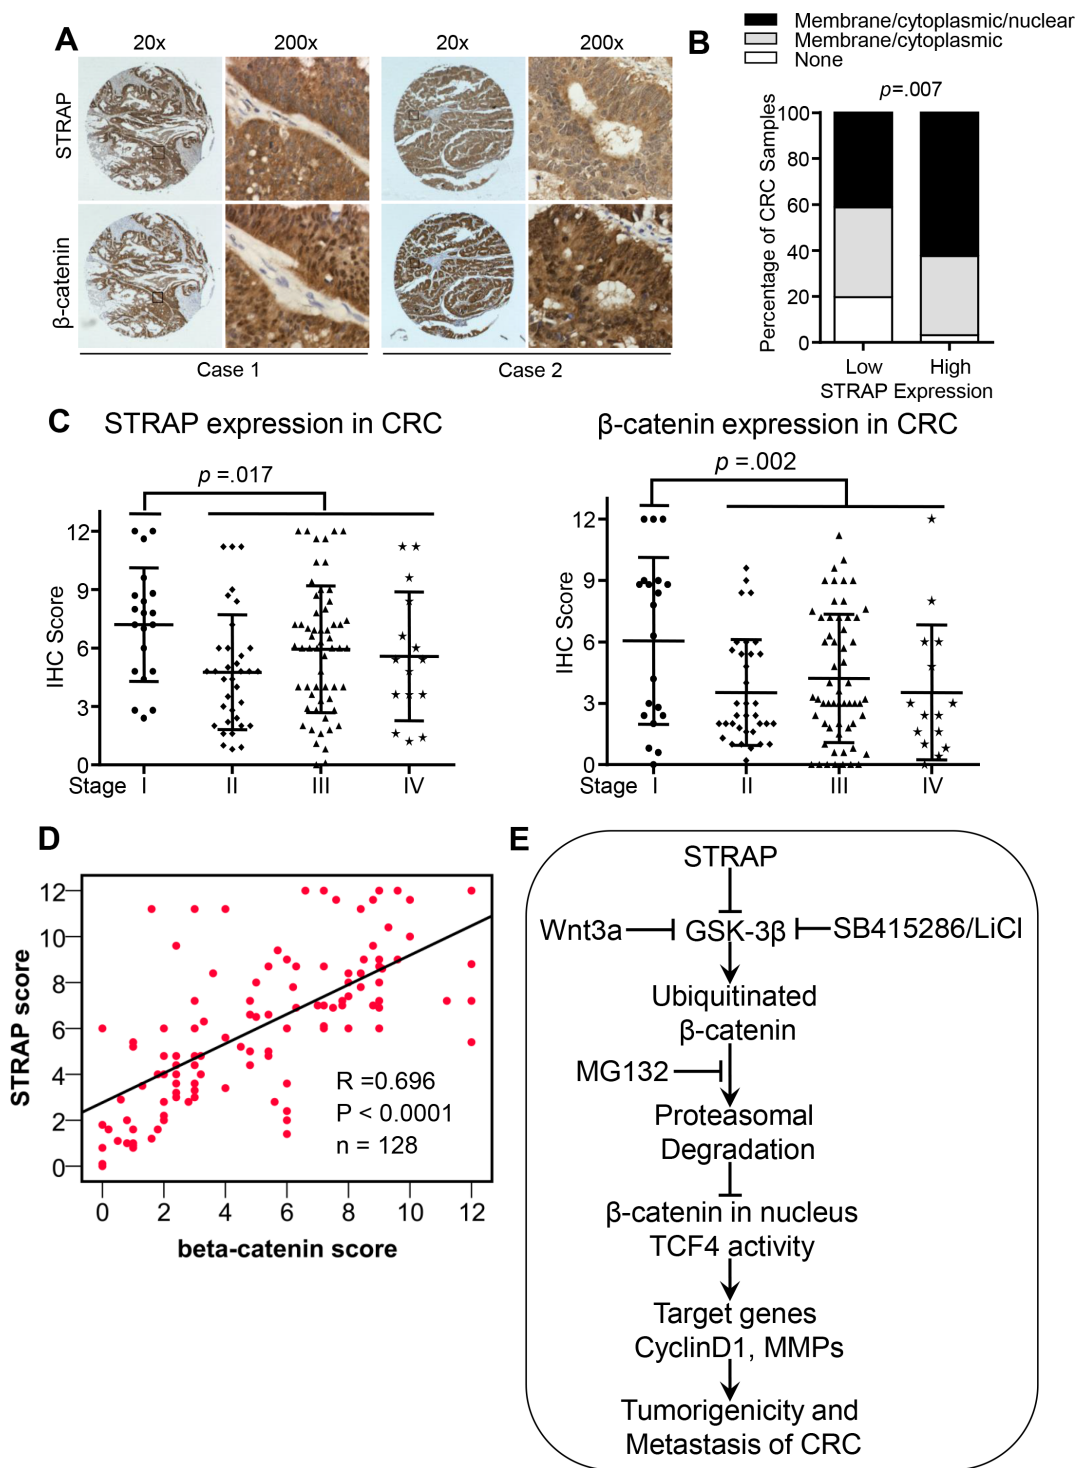 A
20x
200x
20x
200x
STRAP
β-catenin
Case 1
Case 2
B
Membrane/cytoplasmic/nuclear
Membrane/cytoplasmic
None
p=.007
Percentage of CRC Samples
100
80
60
40
20
0
Low
High
STRAP Expression
C
STRAP expression in CRC
p =.017
IHC Score
12
9
6
3
0
Stage
I
II
III
IV
β-catenin expression in CRC
p =.002
IHC Score
12
9
6
3
0
Stage
I
II
III
IV
D
STRAP score
12
10
8
6
4
2
0
R =0.696
P < 0.0001
n = 128
0
2
4
6
8
10
12
beta-catenin score
E
STRAP
Wnt3a
GSK-3β
SB415286/LiCl
Ubiquitinated
β-catenin
MG132
Proteasomal
Degradation
β-catenin in nucleus
TCF4 activity
Target genes
CyclinD1, MMPs
Tumorigenicity and
Metastasis of CRC